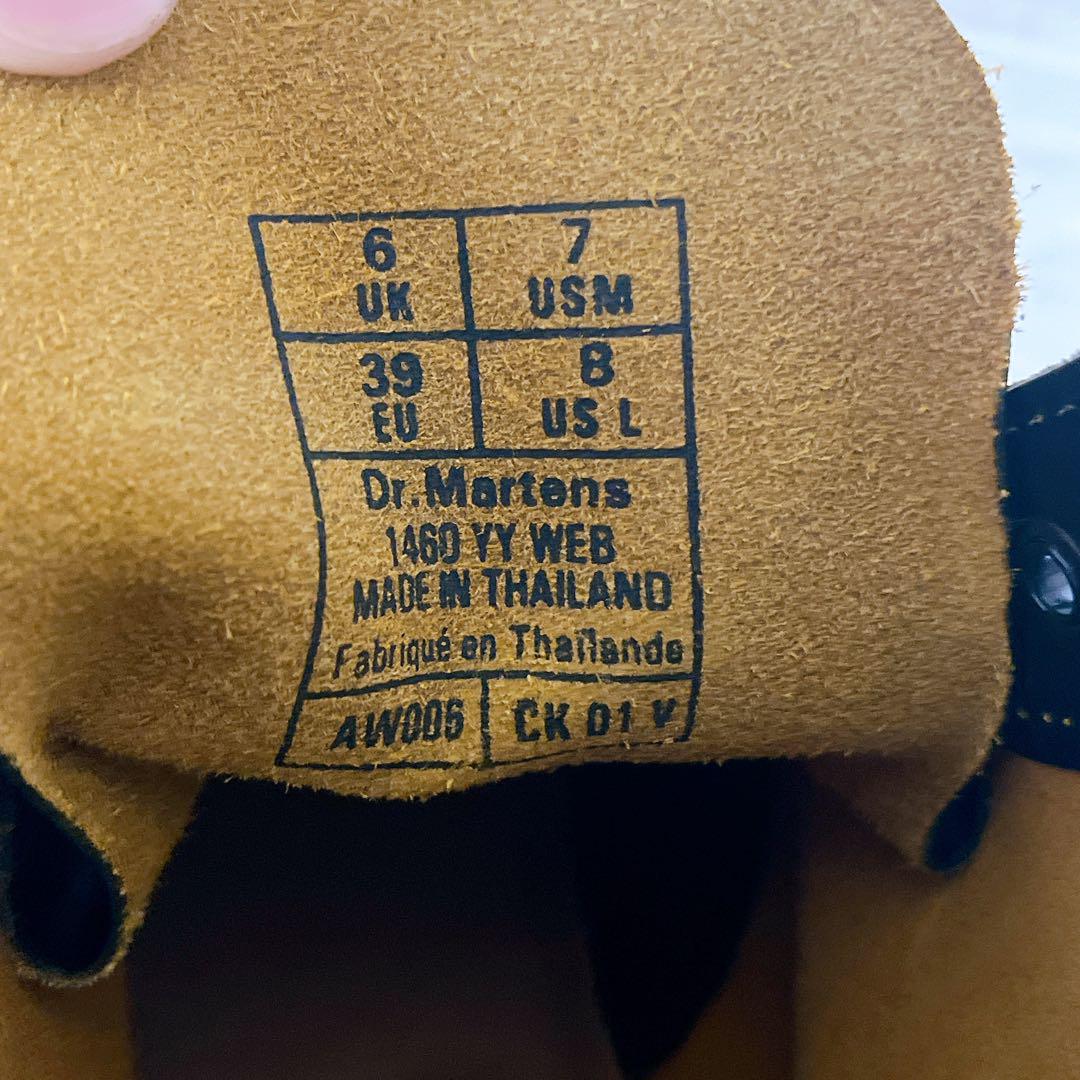 6 7
UK USM
39 8
EU US L
Dr. Martens
1460 YY WEB
MADE IN THAILAND
Fabriqué en Thaïlande
AW006 CK 01 V